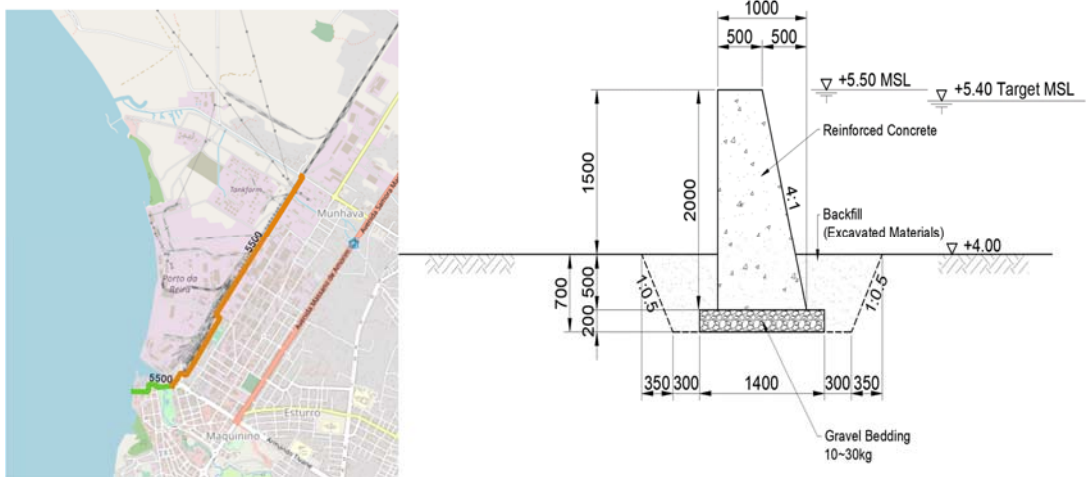 Tankfarm
Munhava
5500
Porto da
Beira
5500
Esturro
Maquinino
1000
500 500
+5.50 MSL
+5.40 Target MSL
Reinforced Concrete
1500
2000
4:1
Backfill
(Excavated Materials)
+4.00
1:0.5
1:0.5
700
500
200
350 300 1400 300 350
Gravel Bedding
10~30kg